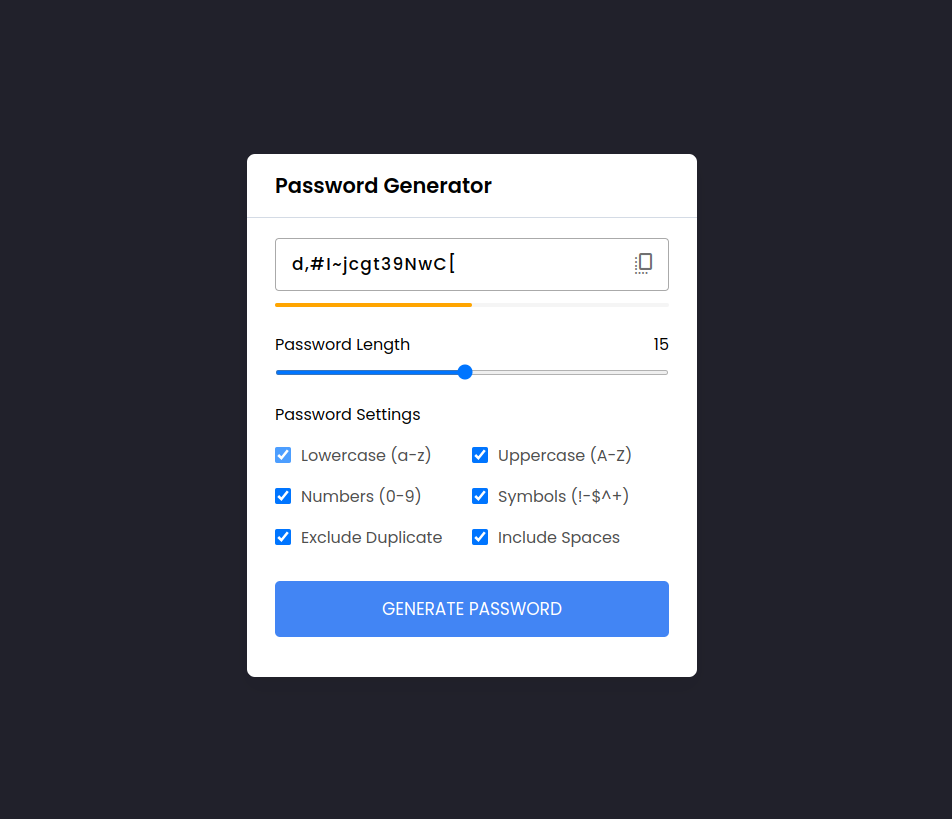 Password Generator
d,#I~jcgt39NwC[
Password Length 15
Password Settings
Lowercase (a-z) Uppercase (A-Z)
Numbers (0-9) Symbols (!-$^+)
Exclude Duplicate Include Spaces
GENERATE PASSWORD